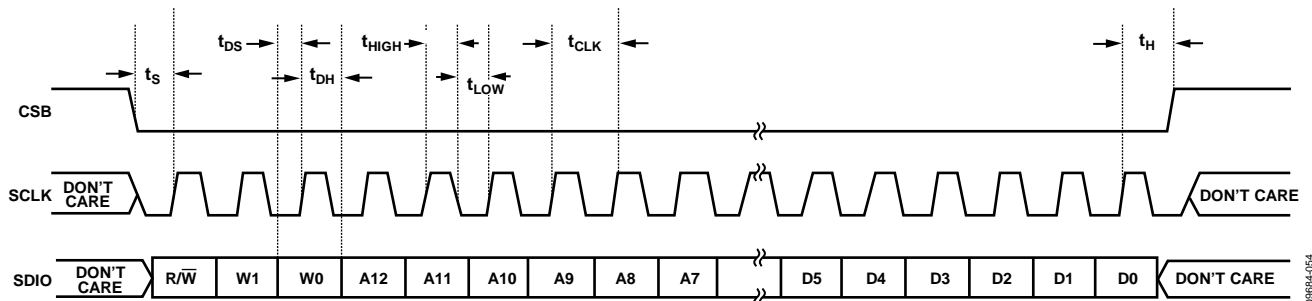 tDS
tHIGH
tCLK
tH
tS
tDH
tLOW
CSB
SCLK
DON'T
CARE
DON'T CARE
SDIO
DON'T
CARE
R/W̅
W1
W0
A12
A11
A10
A9
A8
A7
D5
D4
D3
D2
D1
D0
DON'T CARE